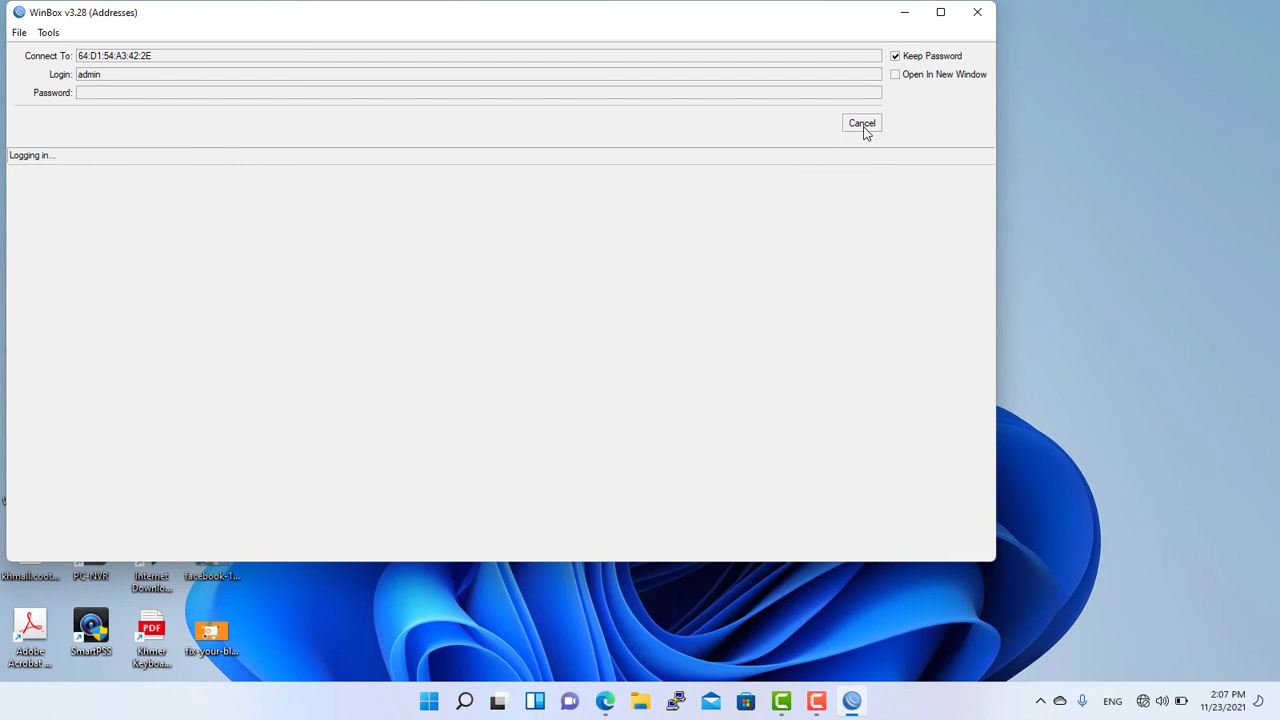 WinBox v3.28 (Addresses)
File Tools
Connect To: 64:D1:54:A3:42:2E
Keep Password
Login: admin
Open In New Window
Password:
Cancel
Logging in...
khmail.coot... PC-NVR Internet Downlo... facebook-1...
Adobe Acrobat ... SmartPSS PDF Khmer Keyboa... fix-your-bl...
ENG
2:07 PM
11/23/2021